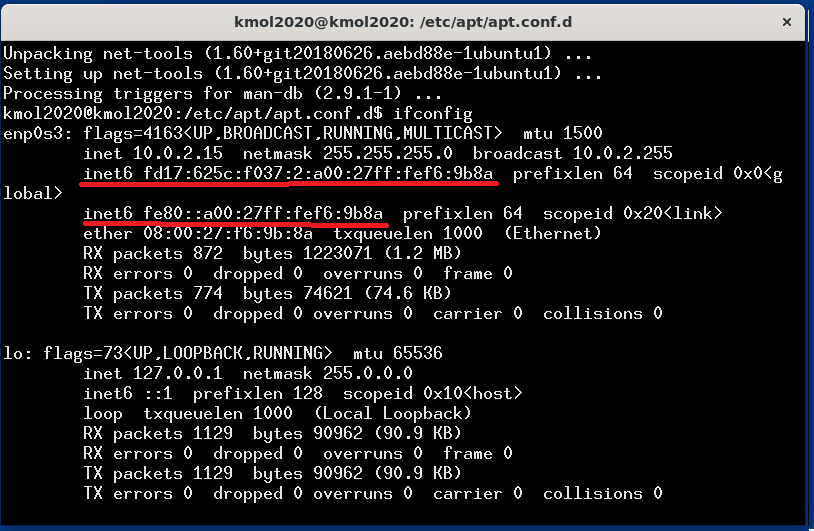 kmol2020@kmol2020: /etc/apt/apt.conf.d
Unpacking net-tools (1.60+git20180626.aebd88e-1ubuntu1) ...
Setting up net-tools (1.60+git20180626.aebd88e-1ubuntu1) ...
Processing triggers for man-db (2.9.1-1) ...
kmol2020@kmol2020:/etc/apt/apt.conf.d$ ifconfig
enp0s3: flags=4163<UP,BROADCAST,RUNNING,MULTICAST>  mtu 1500
        inet 10.0.2.15  netmask 255.255.255.0  broadcast 10.0.2.255
        inet6 fd17:625c:f037:2:a00:27ff:fef6:9b8a  prefixlen 64  scopeid 0x0<g
lobal>
        inet6 fe80::a00:27ff:fef6:9b8a  prefixlen 64  scopeid 0x20<link>
        ether 08:00:27:f6:9b:8a  txqueuelen 1000  (Ethernet)
        RX packets 872  bytes 1223071 (1.2 MB)
        RX errors 0  dropped 0  overruns 0  frame 0
        TX packets 774  bytes 74621 (74.6 KB)
        TX errors 0  dropped 0 overruns 0  carrier 0  collisions 0

lo: flags=73<UP,LOOPBACK,RUNNING>  mtu 65536
        inet 127.0.0.1  netmask 255.0.0.0
        inet6 ::1  prefixlen 128  scopeid 0x10<host>
        loop  txqueuelen 1000  (Local Loopback)
        RX packets 1129  bytes 90962 (90.9 KB)
        RX errors 0  dropped 0  overruns 0  frame 0
        TX packets 1129  bytes 90962 (90.9 KB)
        TX errors 0  dropped 0 overruns 0  carrier 0  collisions 0